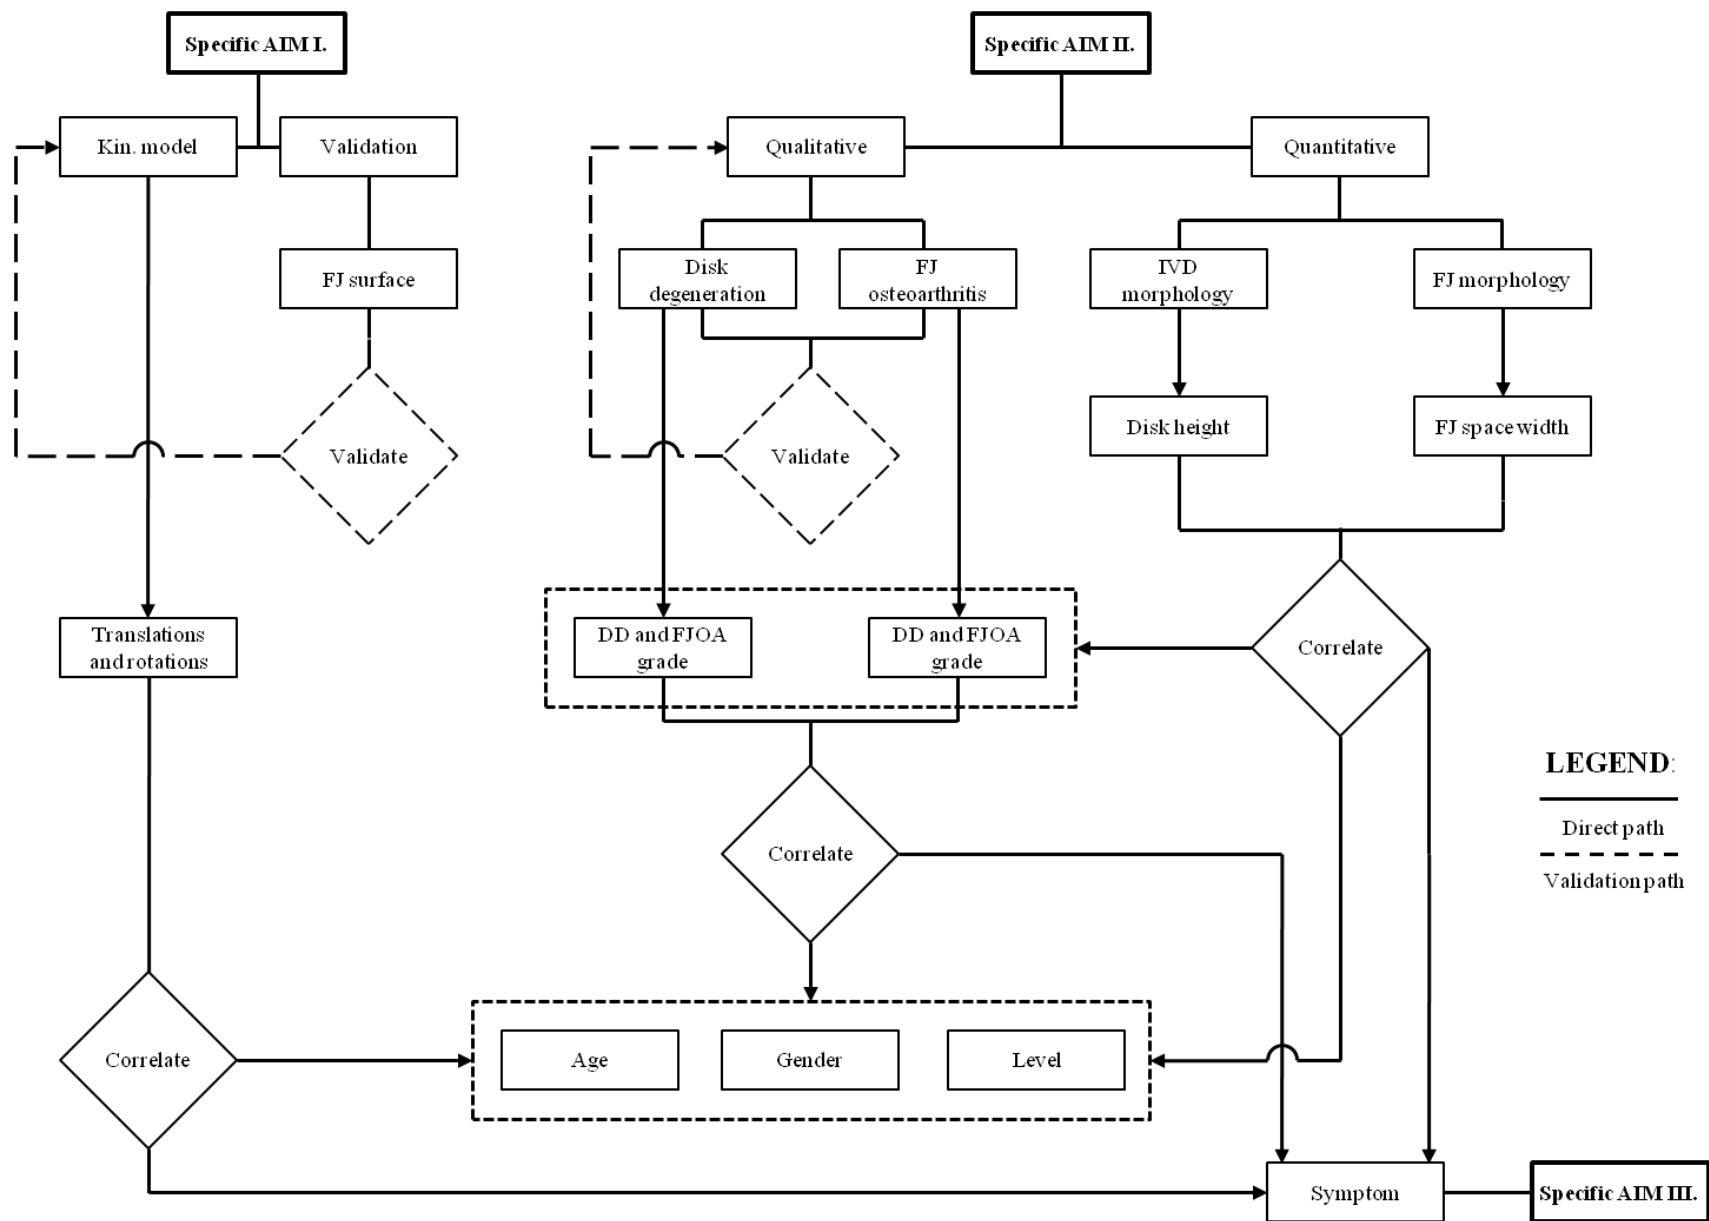 Specific AIM I.
Specific AIM II.
Kin. model
Validation
Qualitative
Quantitative
FJ surface
Disk
degeneration
FJ
osteoarthritis
IVD
morphology
FJ morphology
Validate
Validate
Disk height
FJ space width
Translations
and rotations
DD and FJOA
grade
DD and FJOA
grade
Correlate
LEGEND:
Direct path
Validation path
Correlate
Correlate
Age
Gender
Level
Symptom
Specific AIM III.